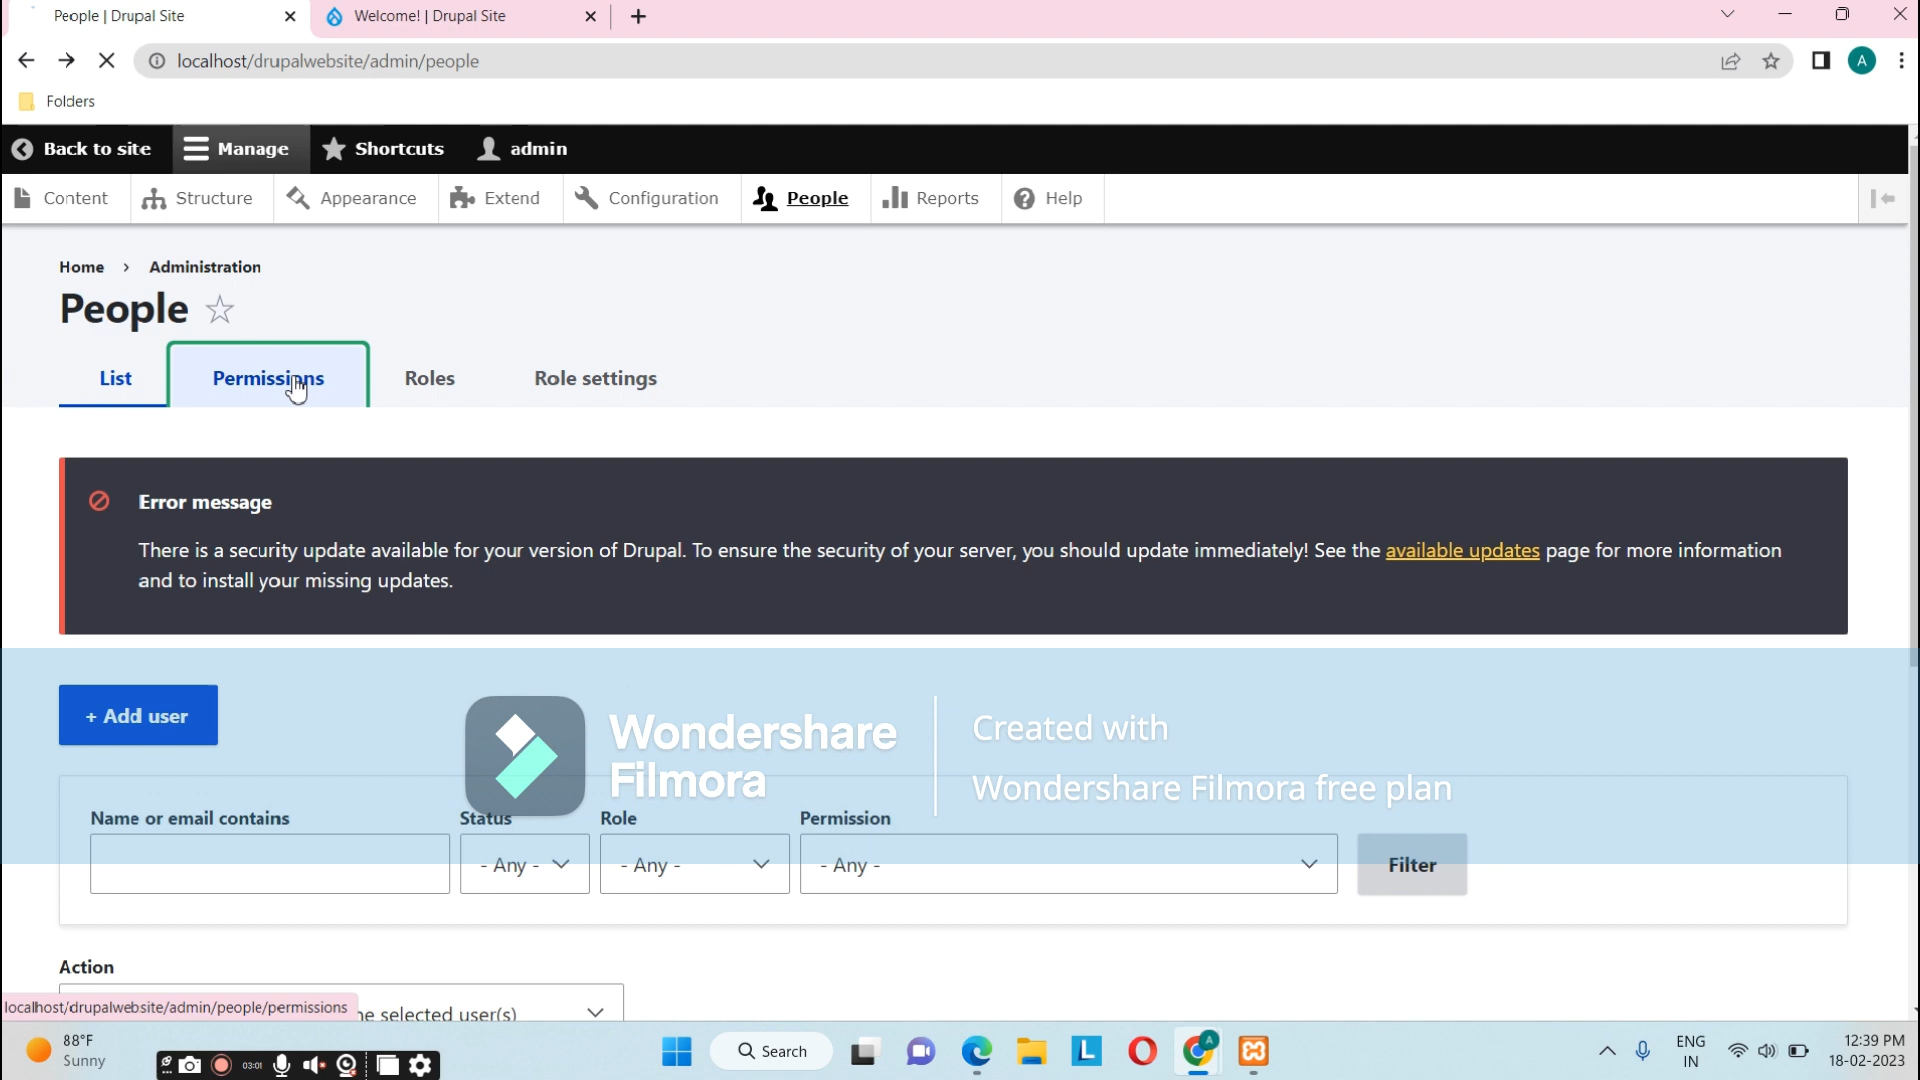 People | Drupal Site
Welcome! | Drupal Site
localhost/drupalwebsite/admin/people
A
Folders
Back to site
Manage
Shortcuts
admin
Content
Structure
Appearance
Extend
Configuration
People
Reports
Help
Home > Administration
People
List
Permissions
Roles
Role settings
Error message
There is a security update available for your version of Drupal. To ensure the security of your server, you should update immediately! See the available updates page for more information
and to install your missing updates.
+ Add user
Wondershare
Filmora
Created with
Wondershare Filmora free plan
Name or email contains
Status
Role
Permission
- Any -
- Any -
- Any -
Filter
Action
localhost/drupalwebsite/admin/people/permissions
selected user(s)
88°F
Sunny
03:01
Search
L
A
ENG
IN
12:39 PM
18-02-2023